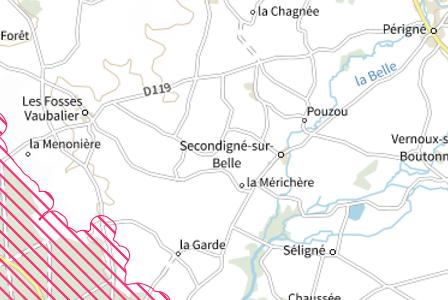 la Chagnée
Périgné
Forêt
la Belle
D119
Les Fosses
Vaubalier
Pouzou
la Menonière
Secondigné-sur-
Belle
Vernoux-s
Boutonn
la Mérichère
la Garde
Séligné
Chaussée